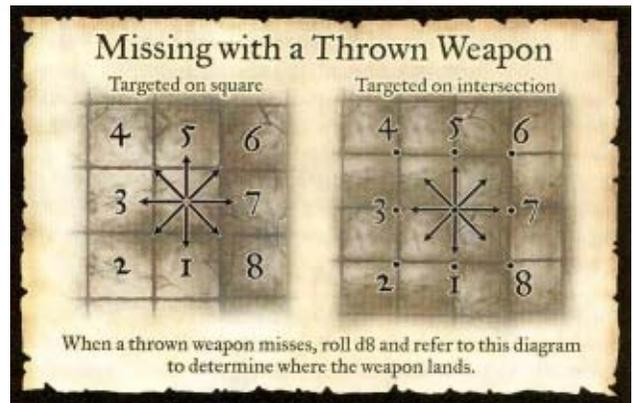 Missing with a Thrown Weapon
Targeted on square
Targeted on intersection
4 5 6
3 7
2 1 8
4 5 6
3 7
2 1 8
When a thrown weapon misses, roll d8 and refer to this diagram
to determine where the weapon lands.